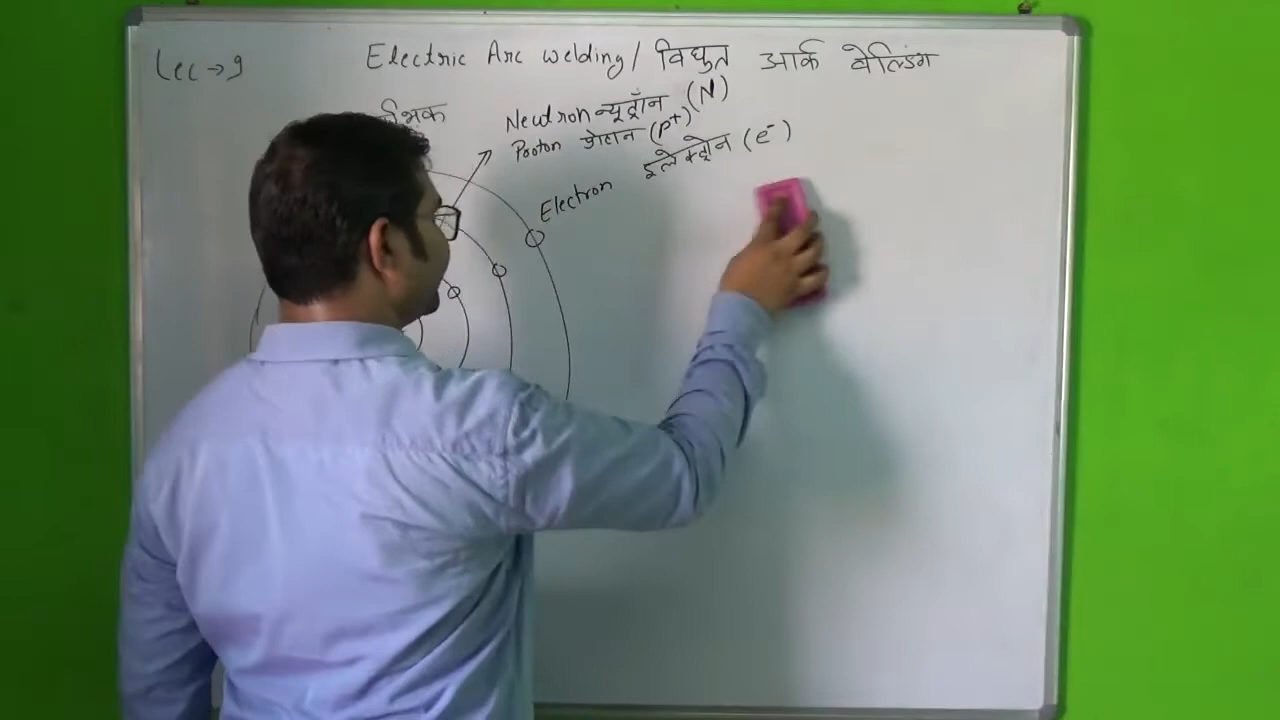 Lec → 9
Electric Arc welding / विद्युत आर्क वेल्डिंग
Neutron न्यूट्रॉन (N)
Proton प्रोटान (P+)
Electron इलेक्ट्रोन (e-)